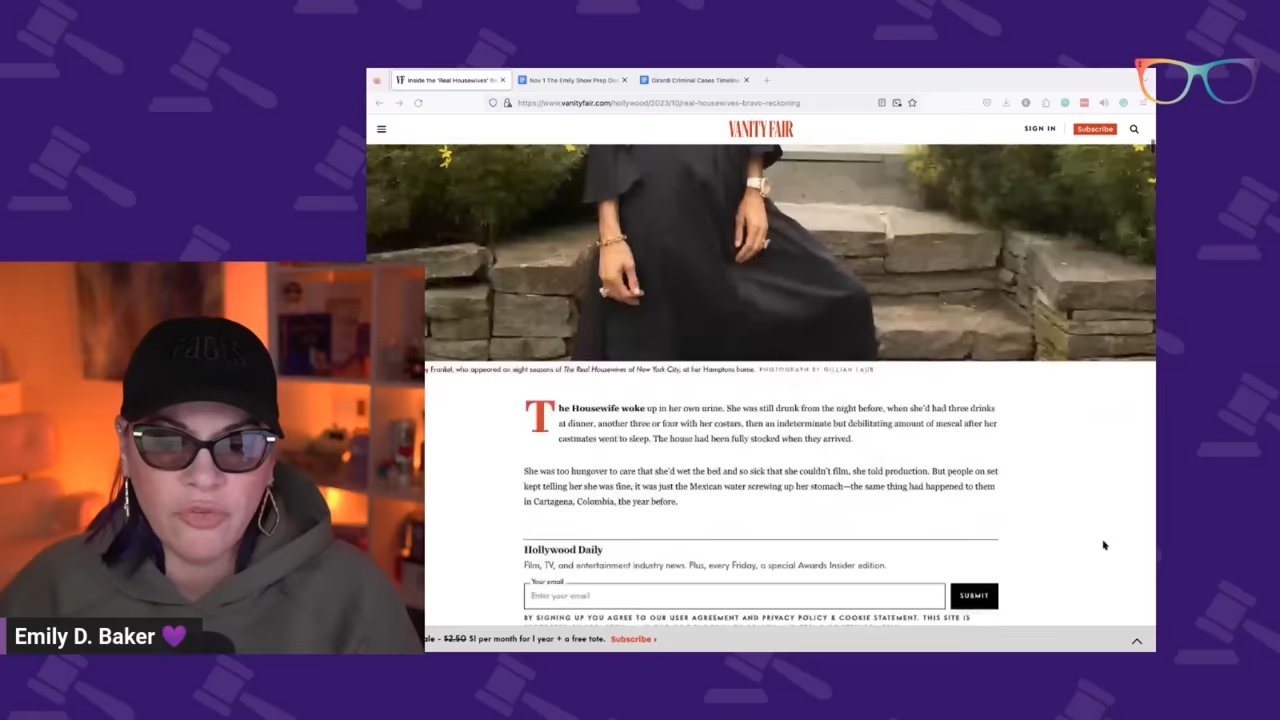 Inside the 'Real Housewives' Re
Nov 1 The Emily Show Prep Doc
Girardi Criminal Cases Timeline
https://www.vanityfair.com/hollywood/2023/10/real-housewives-bravo-reckoning
VANITY FAIR
SIGN IN
Subscribe
y Frankel, who appeared on eight seasons of The Real Housewives of New York City, at her Hamptons home. PHOTOGRAPH BY GILLIAN LAUB
The Housewife woke up in her own urine. She was still drunk from the night before, when she'd had three drinks
at dinner, another three or four with her costars, then an indeterminate but debilitating amount of mescal after her
castmates went to sleep. The house had been fully stocked when they arrived.
She was too hungover to care that she'd wet the bed and so sick that she couldn't film, she told production. But people on set
kept telling her she was fine, it was just the Mexican water screwing up her stomach—the same thing had happened to them
in Cartagena, Colombia, the year before.
Hollywood Daily
Film, TV, and entertainment industry news. Plus, every Friday, a special Awards Insider edition.
Your email
Enter your email
SUBMIT
BY SIGNING UP YOU AGREE TO OUR USER AGREEMENT AND PRIVACY POLICY & COOKIE STATEMENT. THIS SITE IS
ale - $2.50 $1 per month for 1 year + a free tote. Subscribe ›
FACTS
Emily D. Baker 💜